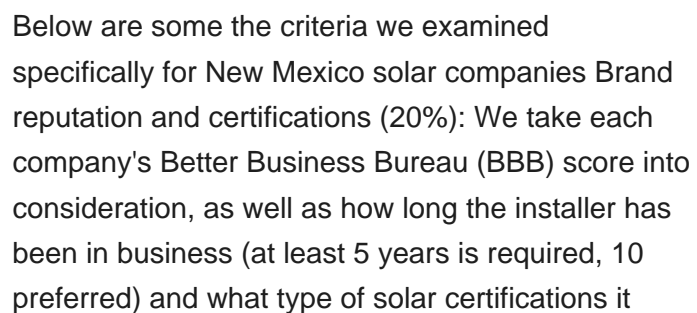 Below are some the criteria we examined
specifically for New Mexico solar companies Brand
reputation and certifications (20%): We take each
company's Better Business Bureau (BBB) score into
consideration, as well as how long the installer has
been in business (at least 5 years is required, 10
preferred) and what type of solar certifications it